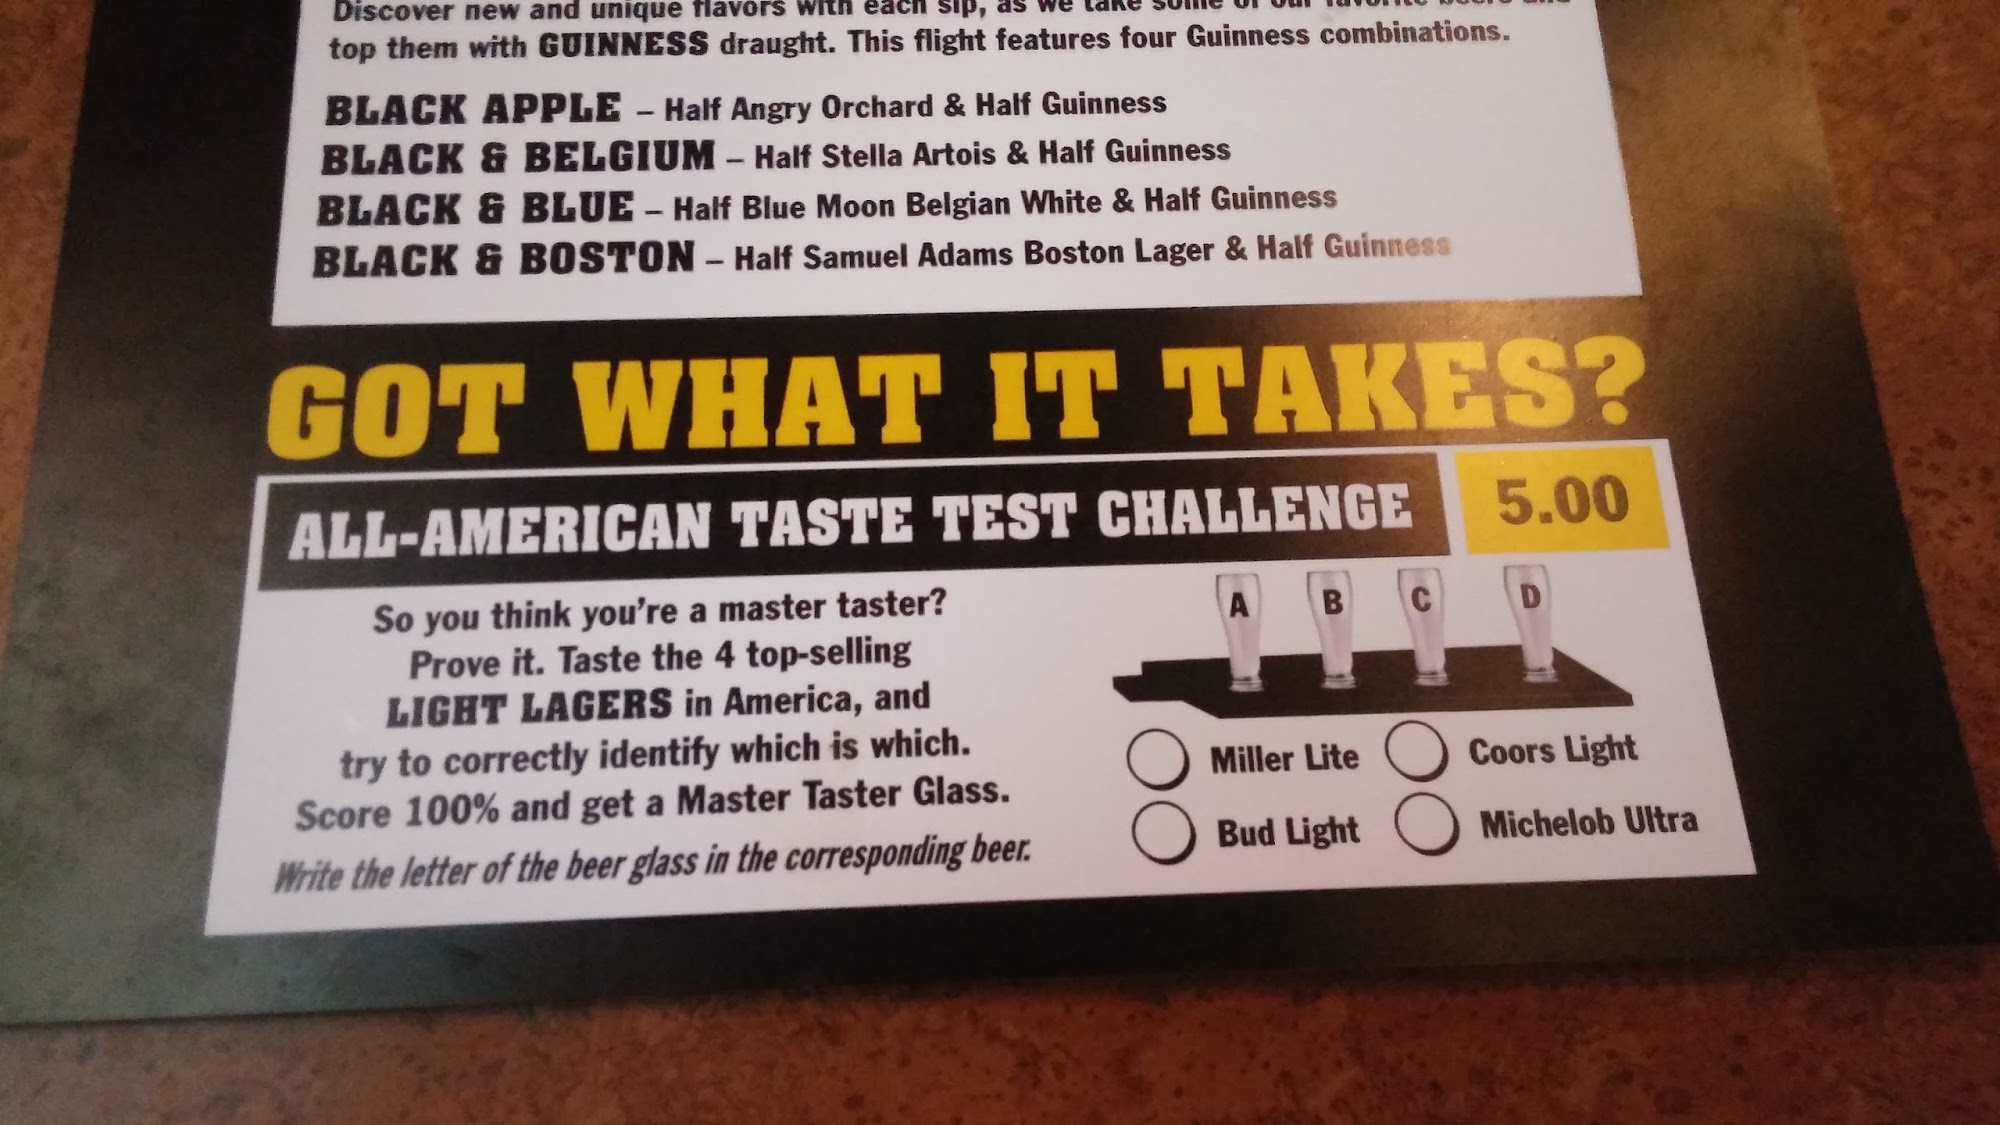 Discover new and unique flavors with each sip, as we take some of our favorite beers and
top them with GUINNESS draught. This flight features four Guinness combinations.
BLACK APPLE – Half Angry Orchard & Half Guinness
BLACK & BELGIUM – Half Stella Artois & Half Guinness
BLACK & BLUE – Half Blue Moon Belgian White & Half Guinness
BLACK & BOSTON – Half Samuel Adams Boston Lager & Half Guinness
GOT WHAT IT TAKES?
ALL-AMERICAN TASTE TEST CHALLENGE 5.00
So you think you're a master taster?
Prove it. Taste the 4 top-selling
LIGHT LAGERS in America, and
try to correctly identify which is which.
Score 100% and get a Master Taster Glass.
Write the letter of the beer glass in the corresponding beer.
A B C D
Miller Lite Coors Light
Bud Light Michelob Ultra